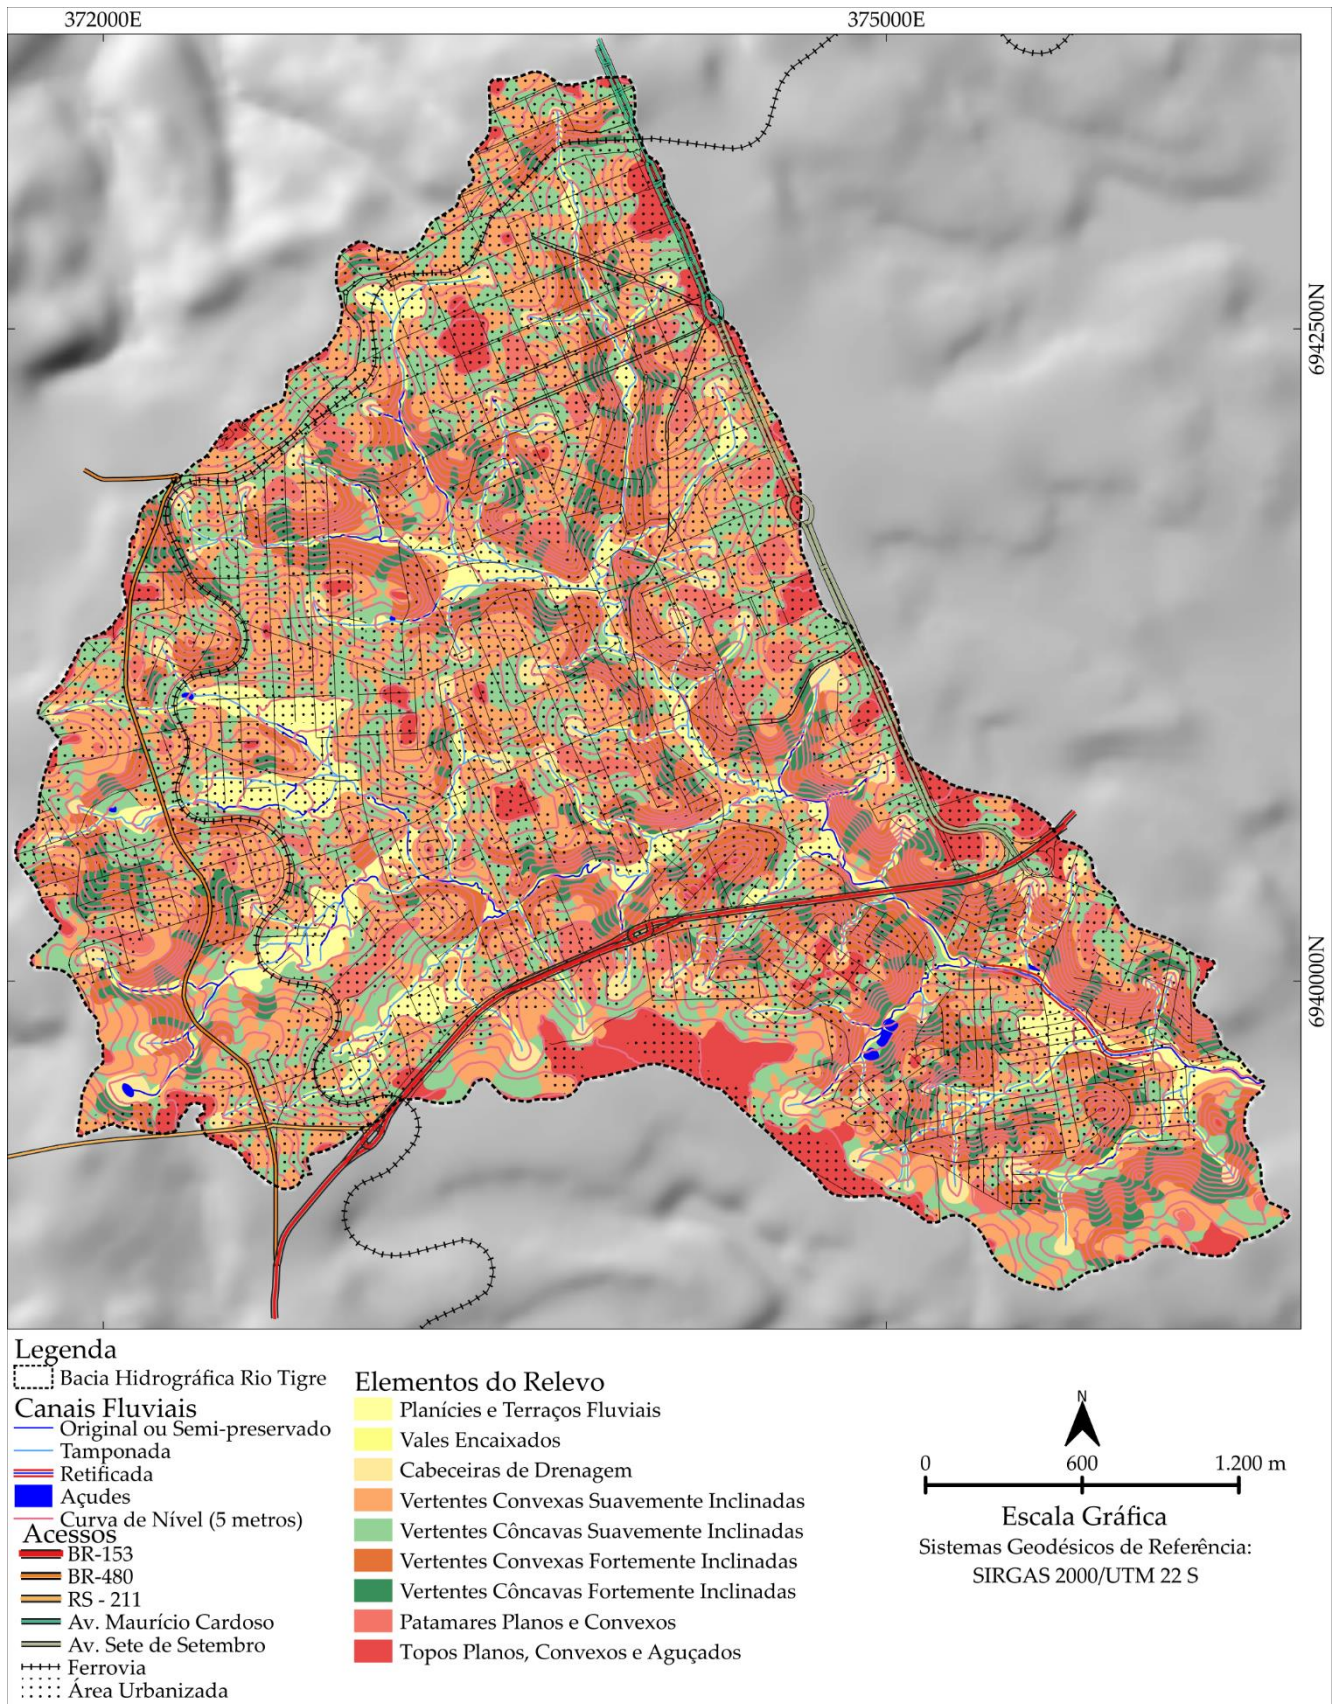 372000E
375000E
6942500N
6940000N
Legenda
Bacia Hidrográfica Rio Tigre
Canais Fluviais
Original ou Semi-preservado
Tamponada
Retificada
Açudes
Curva de Nível (5 metros)
Acessos
BR-153
BR-480
RS - 211
Av. Maurício Cardoso
Av. Sete de Setembro
Ferrovia
Área Urbanizada
Elementos do Relevo
Planícies e Terraços Fluviais
Vales Encaixados
Cabeceiras de Drenagem
Vertentes Convexas Suavemente Inclinadas
Vertentes Côncavas Suavemente Inclinadas
Vertentes Convexas Fortemente Inclinadas
Vertentes Côncavas Fortemente Inclinadas
Patamares Planos e Convexos
Topos Planos, Convexos e Aguçados
N
0 600 1.200 m
Escala Gráfica
Sistemas Geodésicos de Referência:
SIRGAS 2000/UTM 22 S